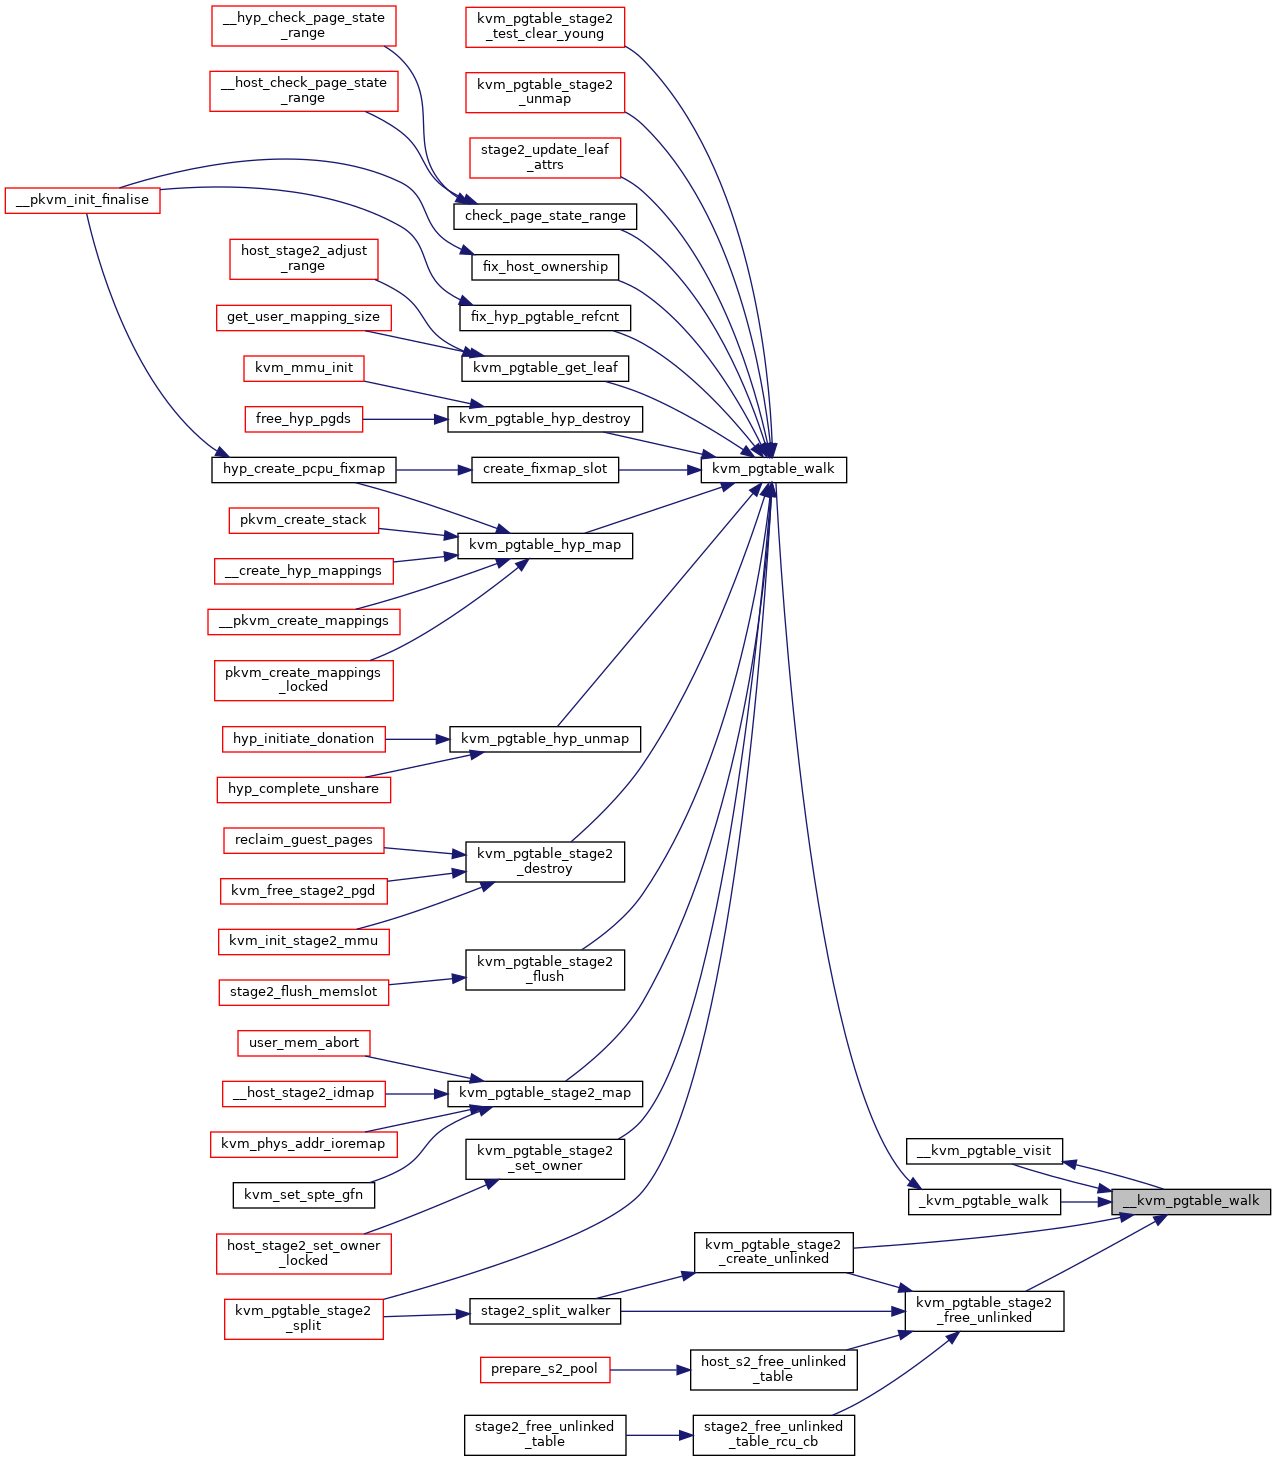 __hyp_check_page_state
_range
kvm_pgtable_stage2
_test_clear_young
__host_check_page_state
_range
kvm_pgtable_stage2
_unmap
stage2_update_leaf
_attrs
__pkvm_init_finalise
check_page_state_range
host_stage2_adjust
_range
fix_host_ownership
get_user_mapping_size
fix_hyp_pgtable_refcnt
kvm_mmu_init
kvm_pgtable_get_leaf
free_hyp_pgds
kvm_pgtable_hyp_destroy
hyp_create_pcpu_fixmap
create_fixmap_slot
kvm_pgtable_walk
pkvm_create_stack
kvm_pgtable_hyp_map
__create_hyp_mappings
__pkvm_create_mappings
pkvm_create_mappings
_locked
hyp_initiate_donation
kvm_pgtable_hyp_unmap
hyp_complete_unshare
reclaim_guest_pages
kvm_pgtable_stage2
_destroy
kvm_free_stage2_pgd
kvm_init_stage2_mmu
kvm_pgtable_stage2
_flush
stage2_flush_memslot
user_mem_abort
__host_stage2_idmap
kvm_pgtable_stage2_map
kvm_phys_addr_ioremap
kvm_pgtable_stage2
_set_owner
__kvm_pgtable_visit
kvm_set_spte_gfn
_kvm_pgtable_walk
__kvm_pgtable_walk
host_stage2_set_owner
_locked
kvm_pgtable_stage2
_create_unlinked
kvm_pgtable_stage2
_split
stage2_split_walker
kvm_pgtable_stage2
_free_unlinked
prepare_s2_pool
host_s2_free_unlinked
_table
stage2_free_unlinked
_table
stage2_free_unlinked
_table_rcu_cb